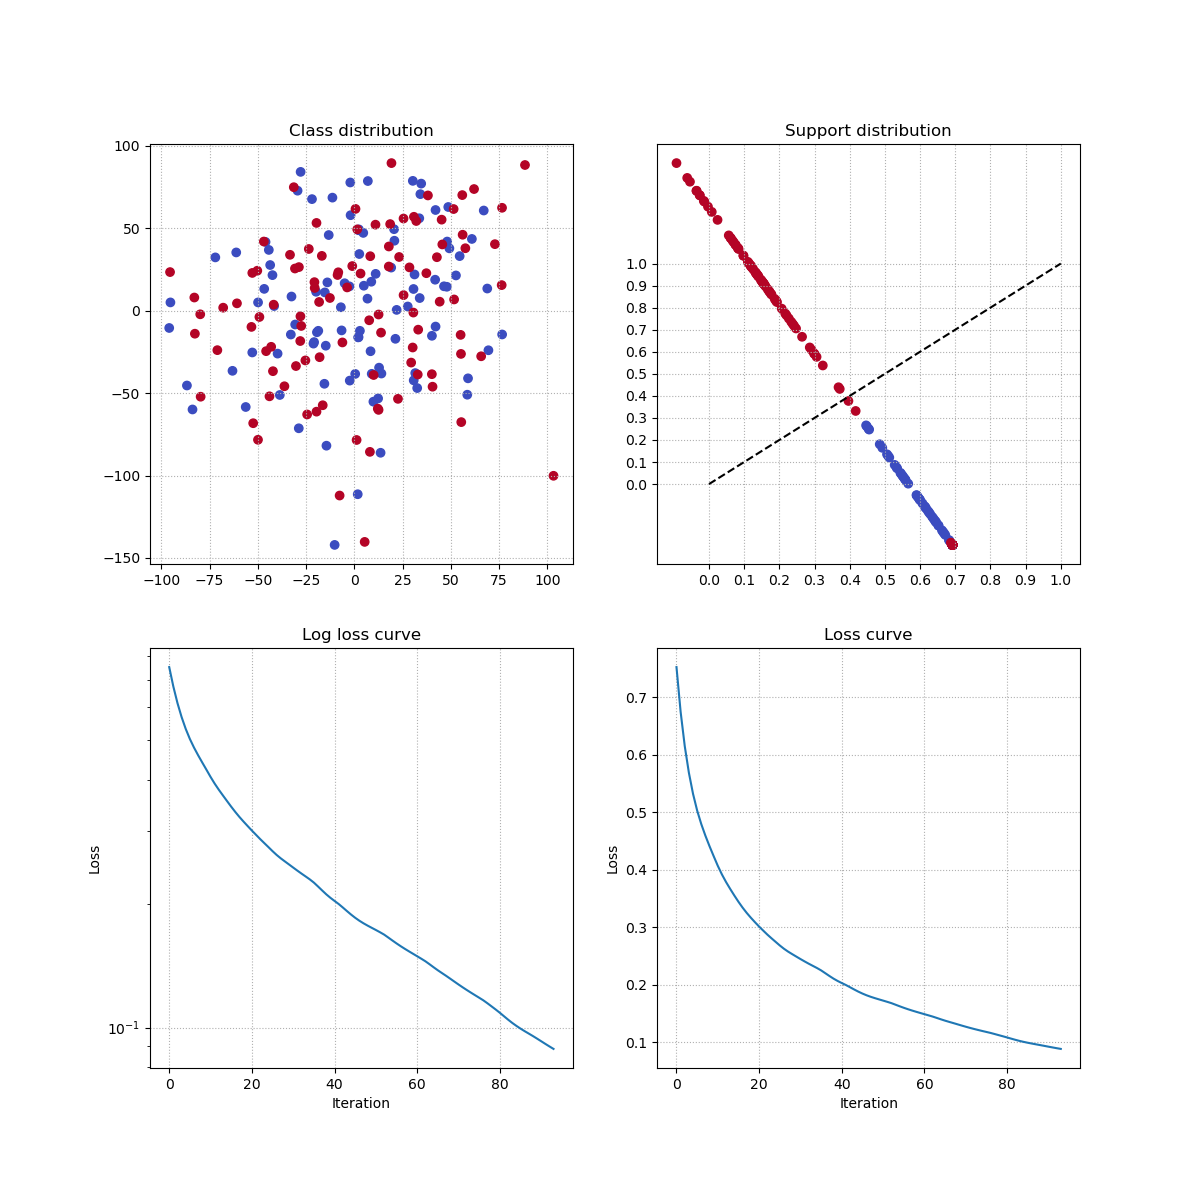 Class distribution
100
50
0
−50
−100
−150
−100 −75 −50 −25 0 25 50 75 100
Support distribution
1.0
0.9
0.8
0.7
0.6
0.5
0.4
0.3
0.2
0.1
0.0
0.0 0.1 0.2 0.3 0.4 0.5 0.6 0.7 0.8 0.9 1.0
Log loss curve
Loss
10⁻¹
0 20 40 60 80
Iteration
Loss curve
Loss
0.7
0.6
0.5
0.4
0.3
0.2
0.1
0 20 40 60 80
Iteration